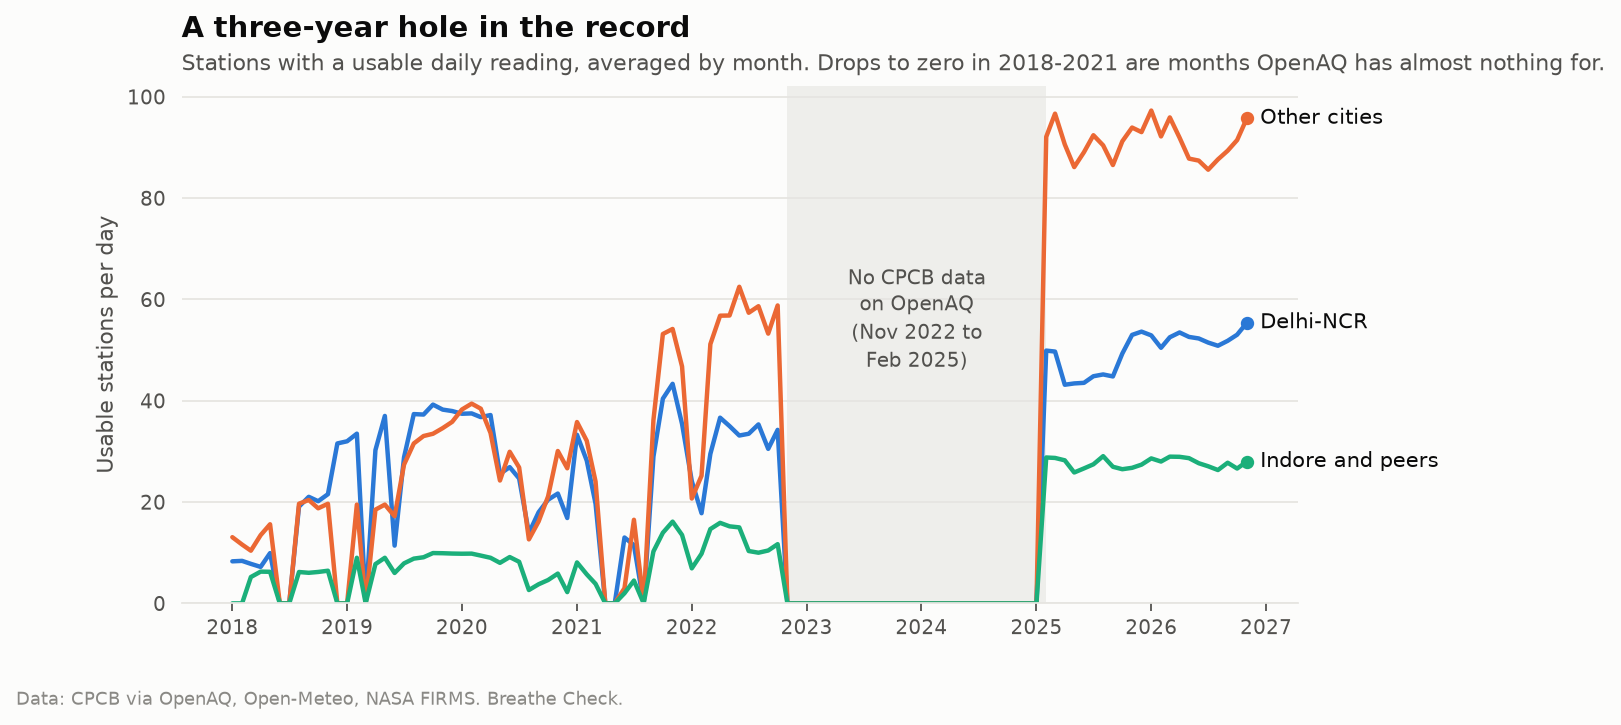 A three-year hole in the record
Stations with a usable daily reading, averaged by month. Drops to zero in 2018-2021 are months OpenAQ has almost nothing for.
Usable stations per day
100
80
60
40
20
0
No CPCB data
on OpenAQ
(Nov 2022 to
Feb 2025)
Other cities
Delhi-NCR
Indore and peers
2018 2019 2020 2021 2022 2023 2024 2025 2026 2027
Data: CPCB via OpenAQ, Open-Meteo, NASA FIRMS. Breathe Check.